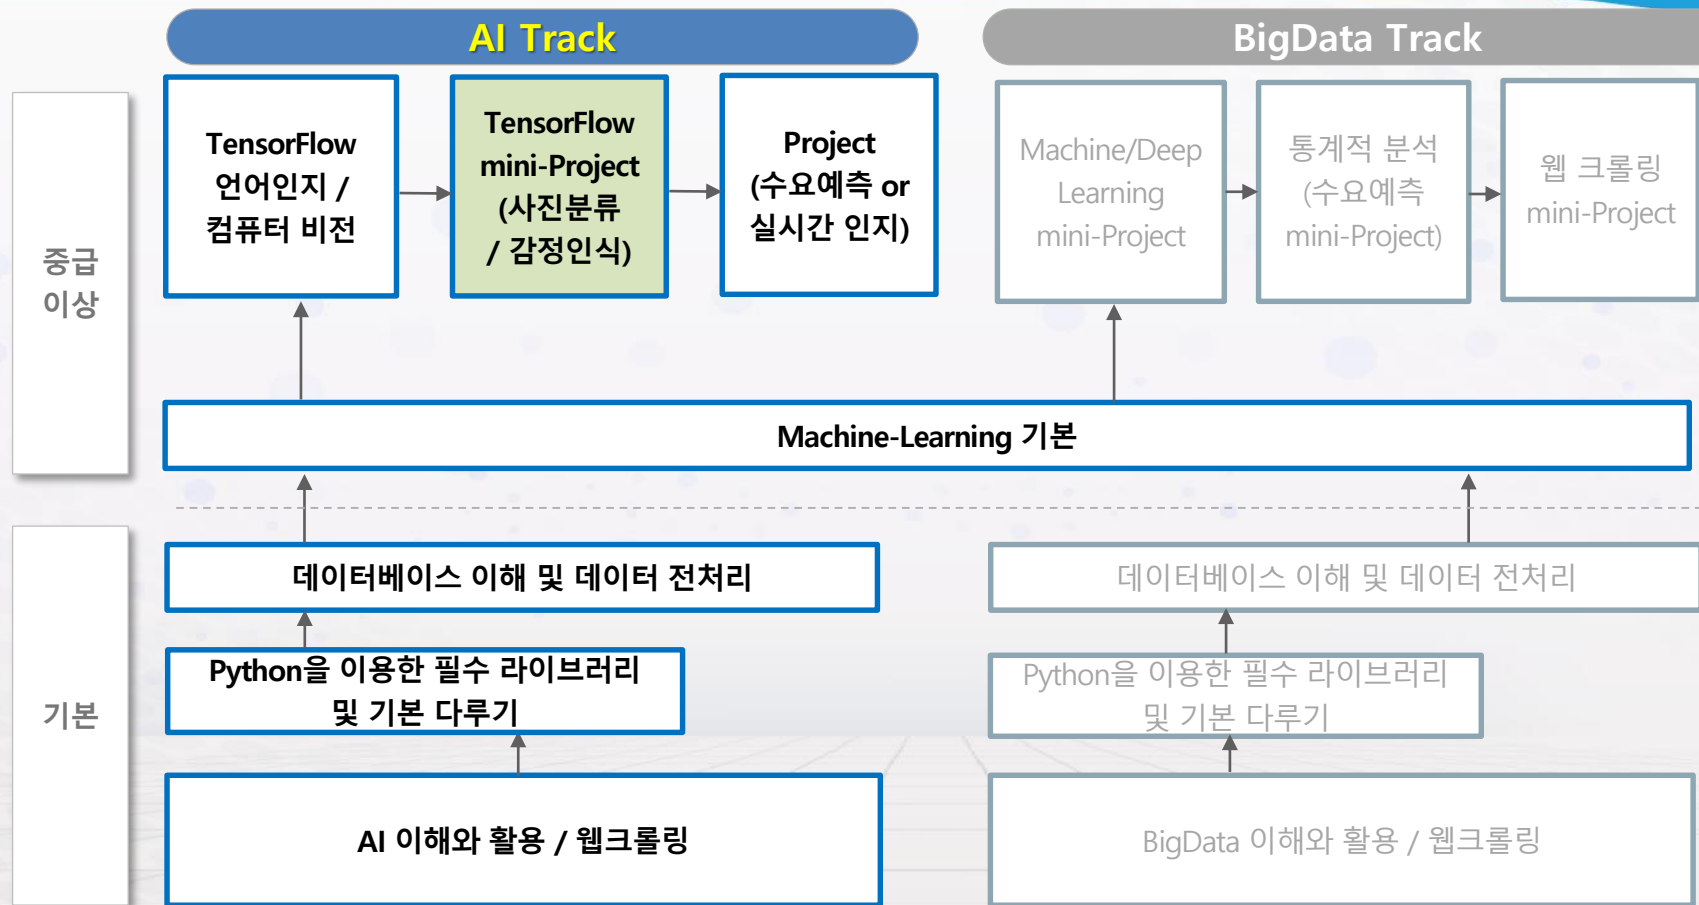 AI Track
BigData Track
중급
이상
TensorFlow
언어인지 /
컴퓨터 비전
TensorFlow
mini-Project
(사진분류
/ 감정인식)
Project
(수요예측 or
실시간 인지)
Machine/Deep
Learning
mini-Project
통계적 분석
(수요예측
mini-Project)
웹 크롤링
mini-Project
Machine-Learning 기본
기본
데이터베이스 이해 및 데이터 전처리
데이터베이스 이해 및 데이터 전처리
Python을 이용한 필수 라이브러리
및 기본 다루기
Python을 이용한 필수 라이브러리
및 기본 다루기
AI 이해와 활용 / 웹크롤링
BigData 이해와 활용 / 웹크롤링